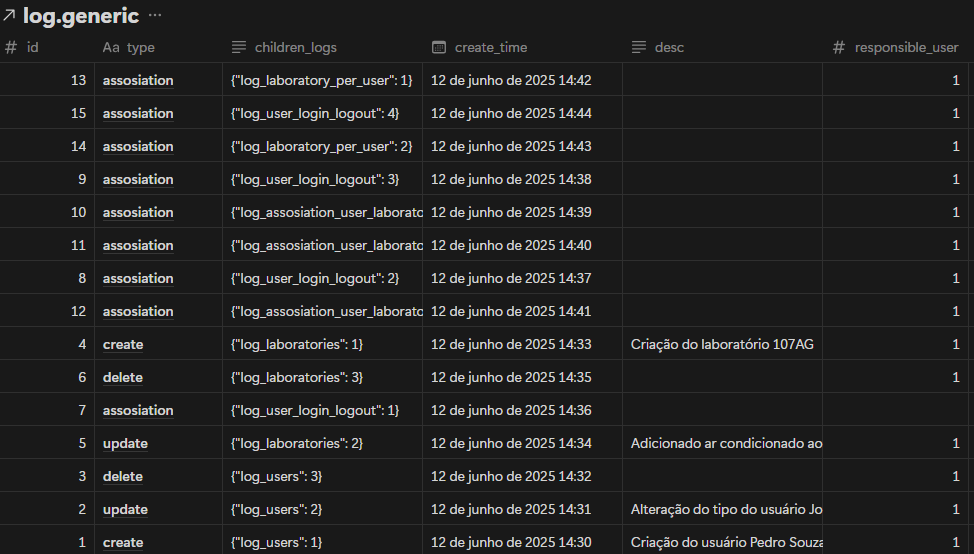 log.generic ...
# id Aa type children_logs create_time desc # responsible_user
13 assosiation {"log_laboratory_per_user": 1} 12 de junho de 2025 14:42 1
15 assosiation {"log_user_login_logout": 4} 12 de junho de 2025 14:44 1
14 assosiation {"log_laboratory_per_user": 2} 12 de junho de 2025 14:43 1
9 assosiation {"log_user_login_logout": 3} 12 de junho de 2025 14:38 1
10 assosiation {"log_assosiation_user_laborato 12 de junho de 2025 14:39 1
11 assosiation {"log_assosiation_user_laborato 12 de junho de 2025 14:40 1
8 assosiation {"log_user_login_logout": 2} 12 de junho de 2025 14:37 1
12 assosiation {"log_assosiation_user_laborato 12 de junho de 2025 14:41 1
4 create {"log_laboratories": 1} 12 de junho de 2025 14:33 Criação do laboratório 107AG 1
6 delete {"log_laboratories": 3} 12 de junho de 2025 14:35 1
7 assosiation {"log_user_login_logout": 1} 12 de junho de 2025 14:36
5 update {"log_laboratories": 2} 12 de junho de 2025 14:34 Adicionado ar condicionado ao 1
3 delete {"log_users": 3} 12 de junho de 2025 14:32 1
2 update {"log_users": 2} 12 de junho de 2025 14:31 Alteração do tipo do usuário Jo 1
1 create {"log_users": 1} 12 de junho de 2025 14:30 Criação do usuário Pedro Souza 1